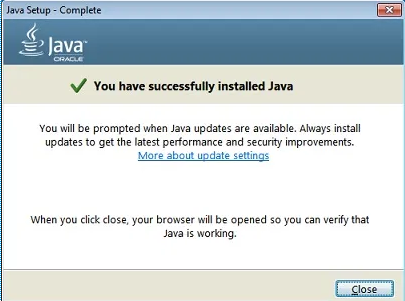 Java Setup - Complete
Java™
ORACLE
You have successfully installed Java
You will be prompted when Java updates are available. Always install
updates to get the latest performance and security improvements.
More about update settings
When you click close, your browser will be opened so you can verify that
Java is working.
Close